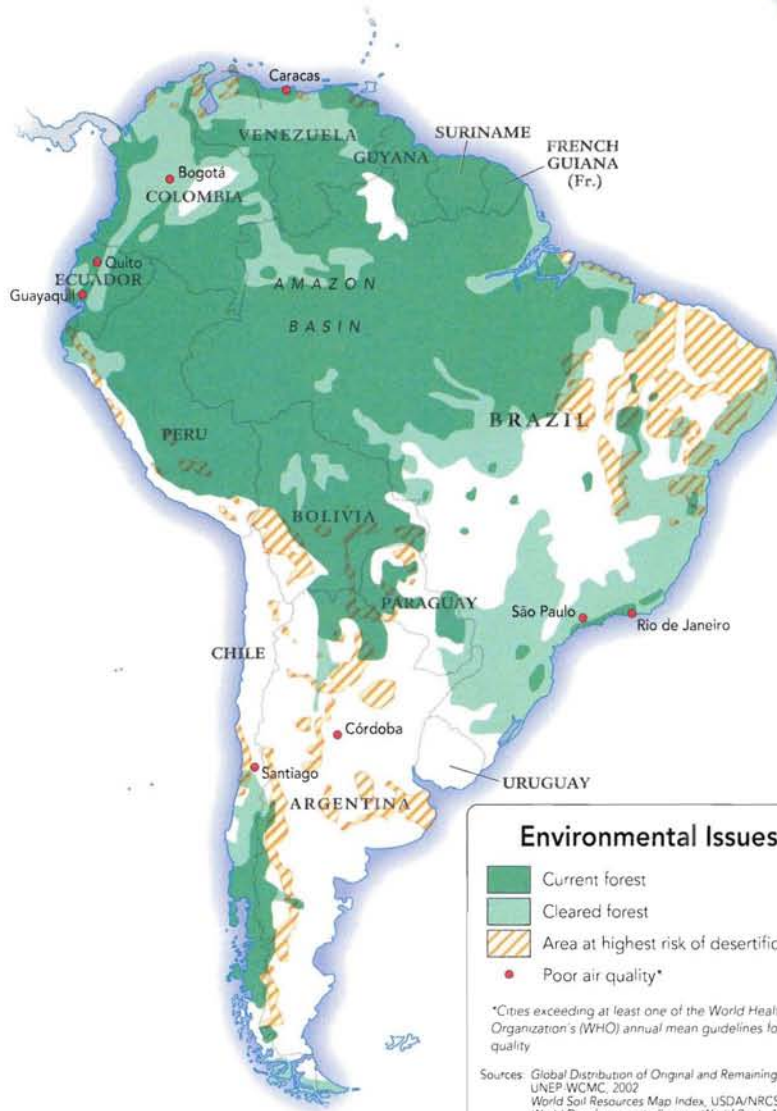 Caracas
VENEZUELA
SURINAME
GUYANA
FRENCH
GUIANA
(Fr.)
Bogotá
COLOMBIA
Quito
ECUADOR
Guayaquil
AMAZON
BASIN
BRAZIL
PERU
BOLIVIA
PARAGUAY
São Paulo
Rio de Janeiro
CHILE
Córdoba
Santiago
URUGUAY
ARGENTINA
Environmental Issues
Current forest
Cleared forest
Area at highest risk of
Poor air quality*
*Cities exceeding at least one of the World
Organization's (WHO) annual mean guidelines
quality
Sources: Global Distribution of Original and Remaining
UNEP-WCMC, 2002
World Soil Resources Map Index, USDA/NRCS